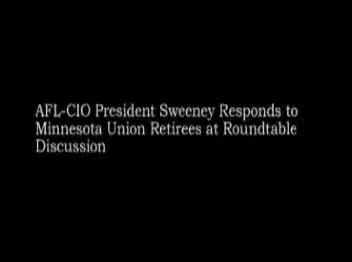 AFL-CIO President Sweeney Responds to
Minnesota Union Retirees at Roundtable
Discussion